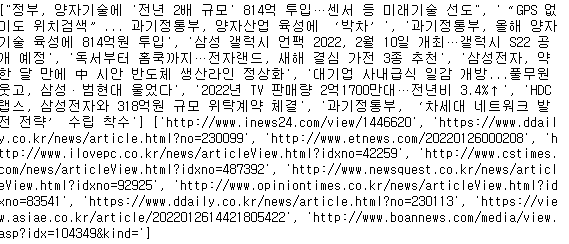 ["정부, 양자기술에 '전년 2배 규모' 814억 투입…센서 등 미래기술 선도", '“GPS 없
이도 위치검색”... 과기정통부, 양자산업 육성에 ‘박차’', '과기정통부, 올해 양자
기술 육성에 814억원 투입', '삼성 갤럭시 언팩 2022, 2월 10일 개최…갤럭시 S22 공
개 예정', '독서부터 홈쿡까지…전자랜드, 새해 결심 가전 3종 추천', '삼성전자, 약
한 달 만에 中 시안 반도체 생산라인 정상화', '대기업 사내급식 일감 개방...풀무원
웃고, 삼성·범현대 울었다', '2022년 TV 판매량 2억1700만대…전년비 3.4%↑', 'HDC
랩스, 삼성전자와 318억원 규모 위탁계약 체결', '과기정통부, ‘차세대 네트워크 발
전 전략’ 수립 착수'] ['http://www.inews24.com/view/1446620', 'https://www.ddail
y.co.kr/news/article.html?no=230099', 'http://www.etnews.com/20220126000208', 'h
ttp://www.ilovepc.co.kr/news/articleView.html?idxno=42259', 'http://www.cstimes.
com/news/articleView.html?idxno=487392', 'http://www.newsquest.co.kr/news/articl
eView.html?idxno=92925', 'http://www.opiniontimes.co.kr/news/articleView.html?id
xno=83541', 'https://www.ddaily.co.kr/news/article.html?no=230113', 'https://vie
w.asiae.co.kr/article/2022012614421805422', 'http://www.boannews.com/media/view.
asp?idx=104349&kind=']